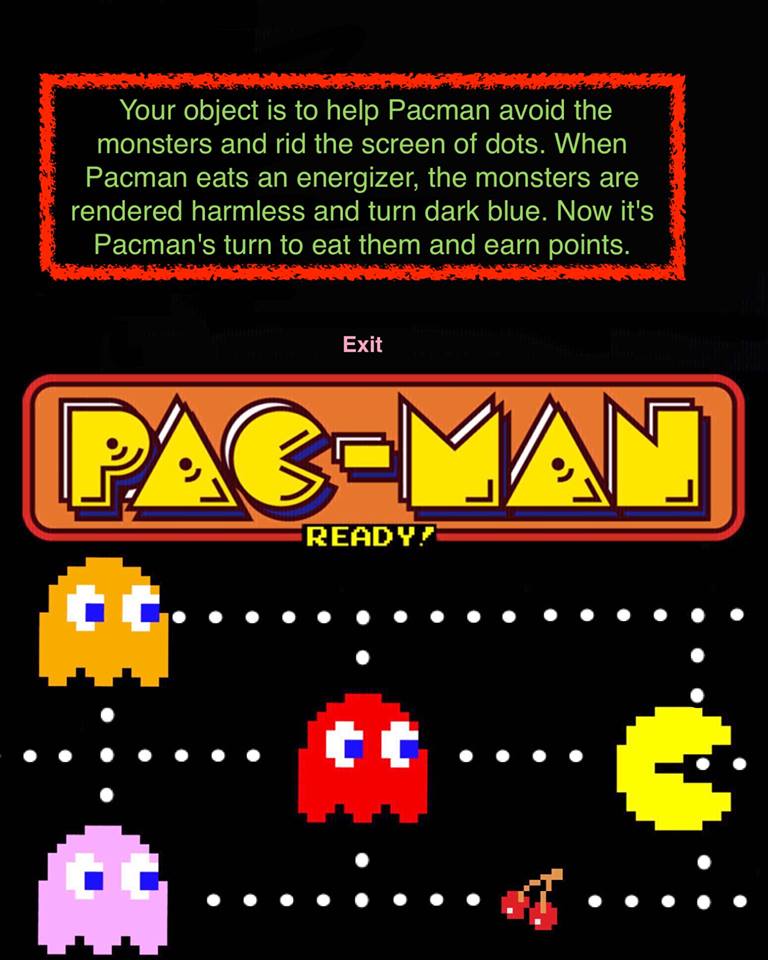 Your object is to help Pacman avoid the
monsters and rid the screen of dots. When
Pacman eats an energizer, the monsters are
rendered harmless and turn dark blue. Now it's
Pacman's turn to eat them and earn points.
Exit
PAC-MAN
READY!